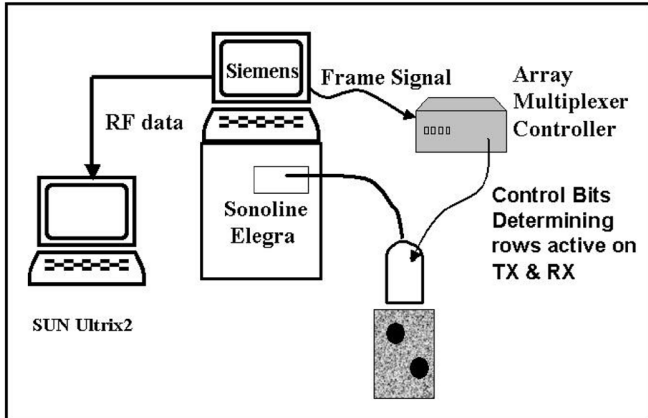 Siemens
Frame Signal
Array
Multiplexer
Controller
RF data
Sonoline
Elegra
Control Bits
Determining
rows active on
TX & RX
SUN Ultrix2